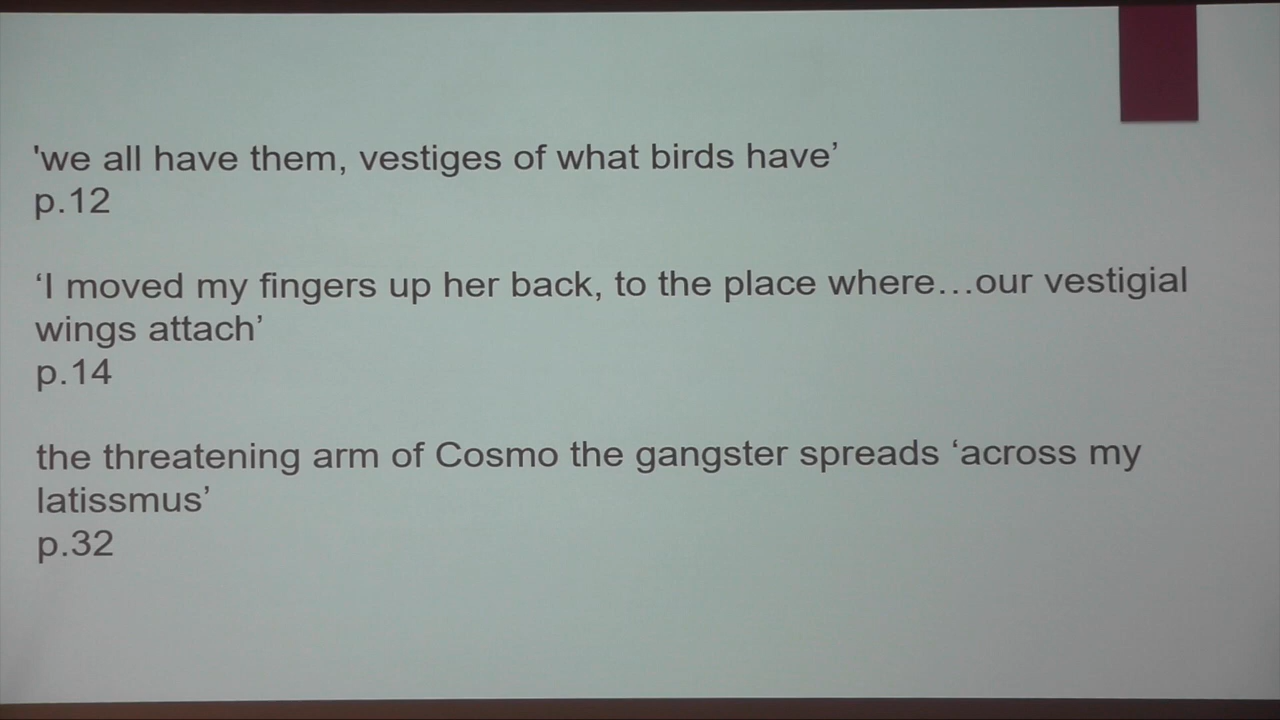 'we all have them, vestiges of what birds have’
p.12
‘I moved my fingers up her back, to the place where…our vestigial
wings attach’
p.14
the threatening arm of Cosmo the gangster spreads ‘across my
latissmus’
p.32